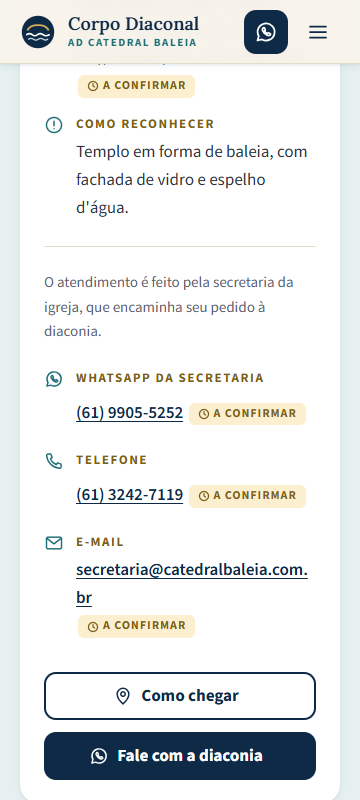 Corpo Diaconal
AD CATEDRAL BALEIA
A CONFIRMAR
COMO RECONHECER
Templo em forma de baleia, com
fachada de vidro e espelho
d'água.
O atendimento é feito pela secretaria da
igreja, que encaminha seu pedido à
diaconia.
WHATSAPP DA SECRETARIA
(61) 9905-5252 A CONFIRMAR
TELEFONE
(61) 3242-7119 A CONFIRMAR
E-MAIL
secretaria@catedralbaleia.com.
br
A CONFIRMAR
Como chegar
Fale com a diaconia